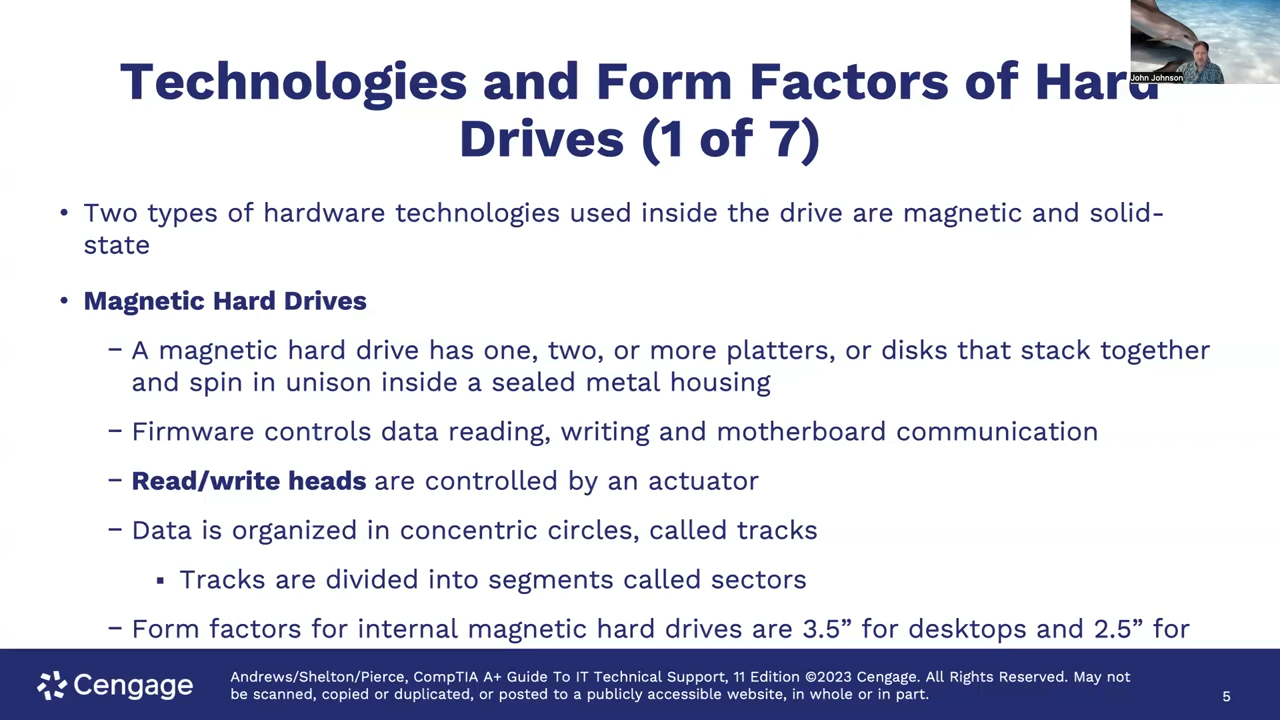 Technologies and Form Factors of Hard
Drives (1 of 7)
John Johnson
• Two types of hardware technologies used inside the drive are magnetic and solid-
state
• Magnetic Hard Drives
− A magnetic hard drive has one, two, or more platters, or disks that stack together
and spin in unison inside a sealed metal housing
− Firmware controls data reading, writing and motherboard communication
− Read/write heads are controlled by an actuator
− Data is organized in concentric circles, called tracks
▪ Tracks are divided into segments called sectors
− Form factors for internal magnetic hard drives are 3.5” for desktops and 2.5” for
Cengage
Andrews/Shelton/Pierce, CompTIA A+ Guide To IT Technical Support, 11 Edition ©2023 Cengage. All Rights Reserved. May not
be scanned, copied or duplicated, or posted to a publicly accessible website, in whole or in part.
5